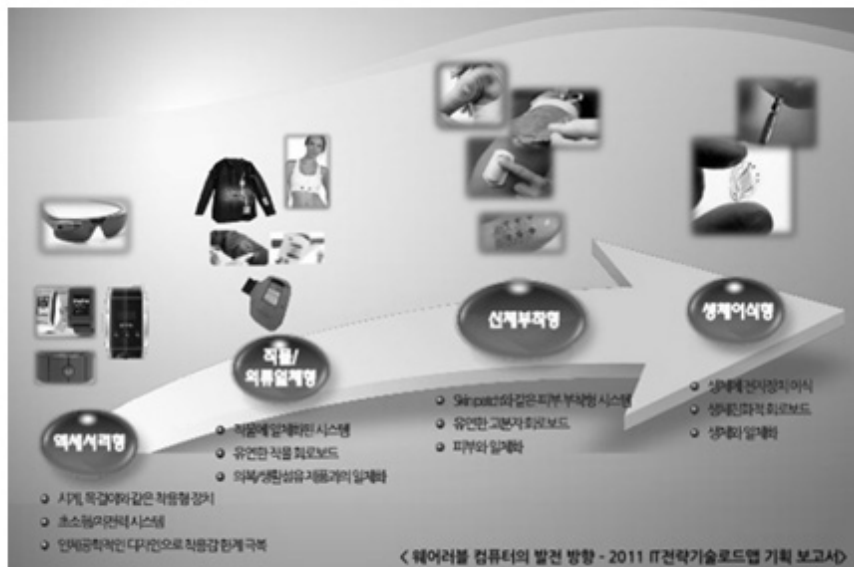 액세서리형
시계, 목걸이와 같은 착용형 장치
초소형/저전력 시스템
인체공학적인 디자인으로 착용감 한계 극복
직물/
의류일체형
직물에 일체화된 시스템
유연한 직물 회로보드
의복/생활섬유 제품과의 일체화
신체부착형
Skin patch와 같은 피부 부착형 시스템
유연한 고분자 회로보드
피부와 일체화
생체이식형
생체에 전자장치 이식
생체친화적 회로보드
생체와 일체화
< 웨어러블 컴퓨터의 발전 방향 - 2011 IT전략기술로드맵 기획 보고서>